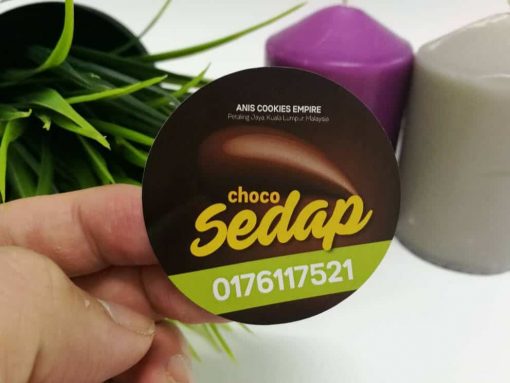 ANIS COOKIES EMPIRE
Petaling Jaya, Kuala Lumpur, Malaysia
choco
Sedap
0176117521